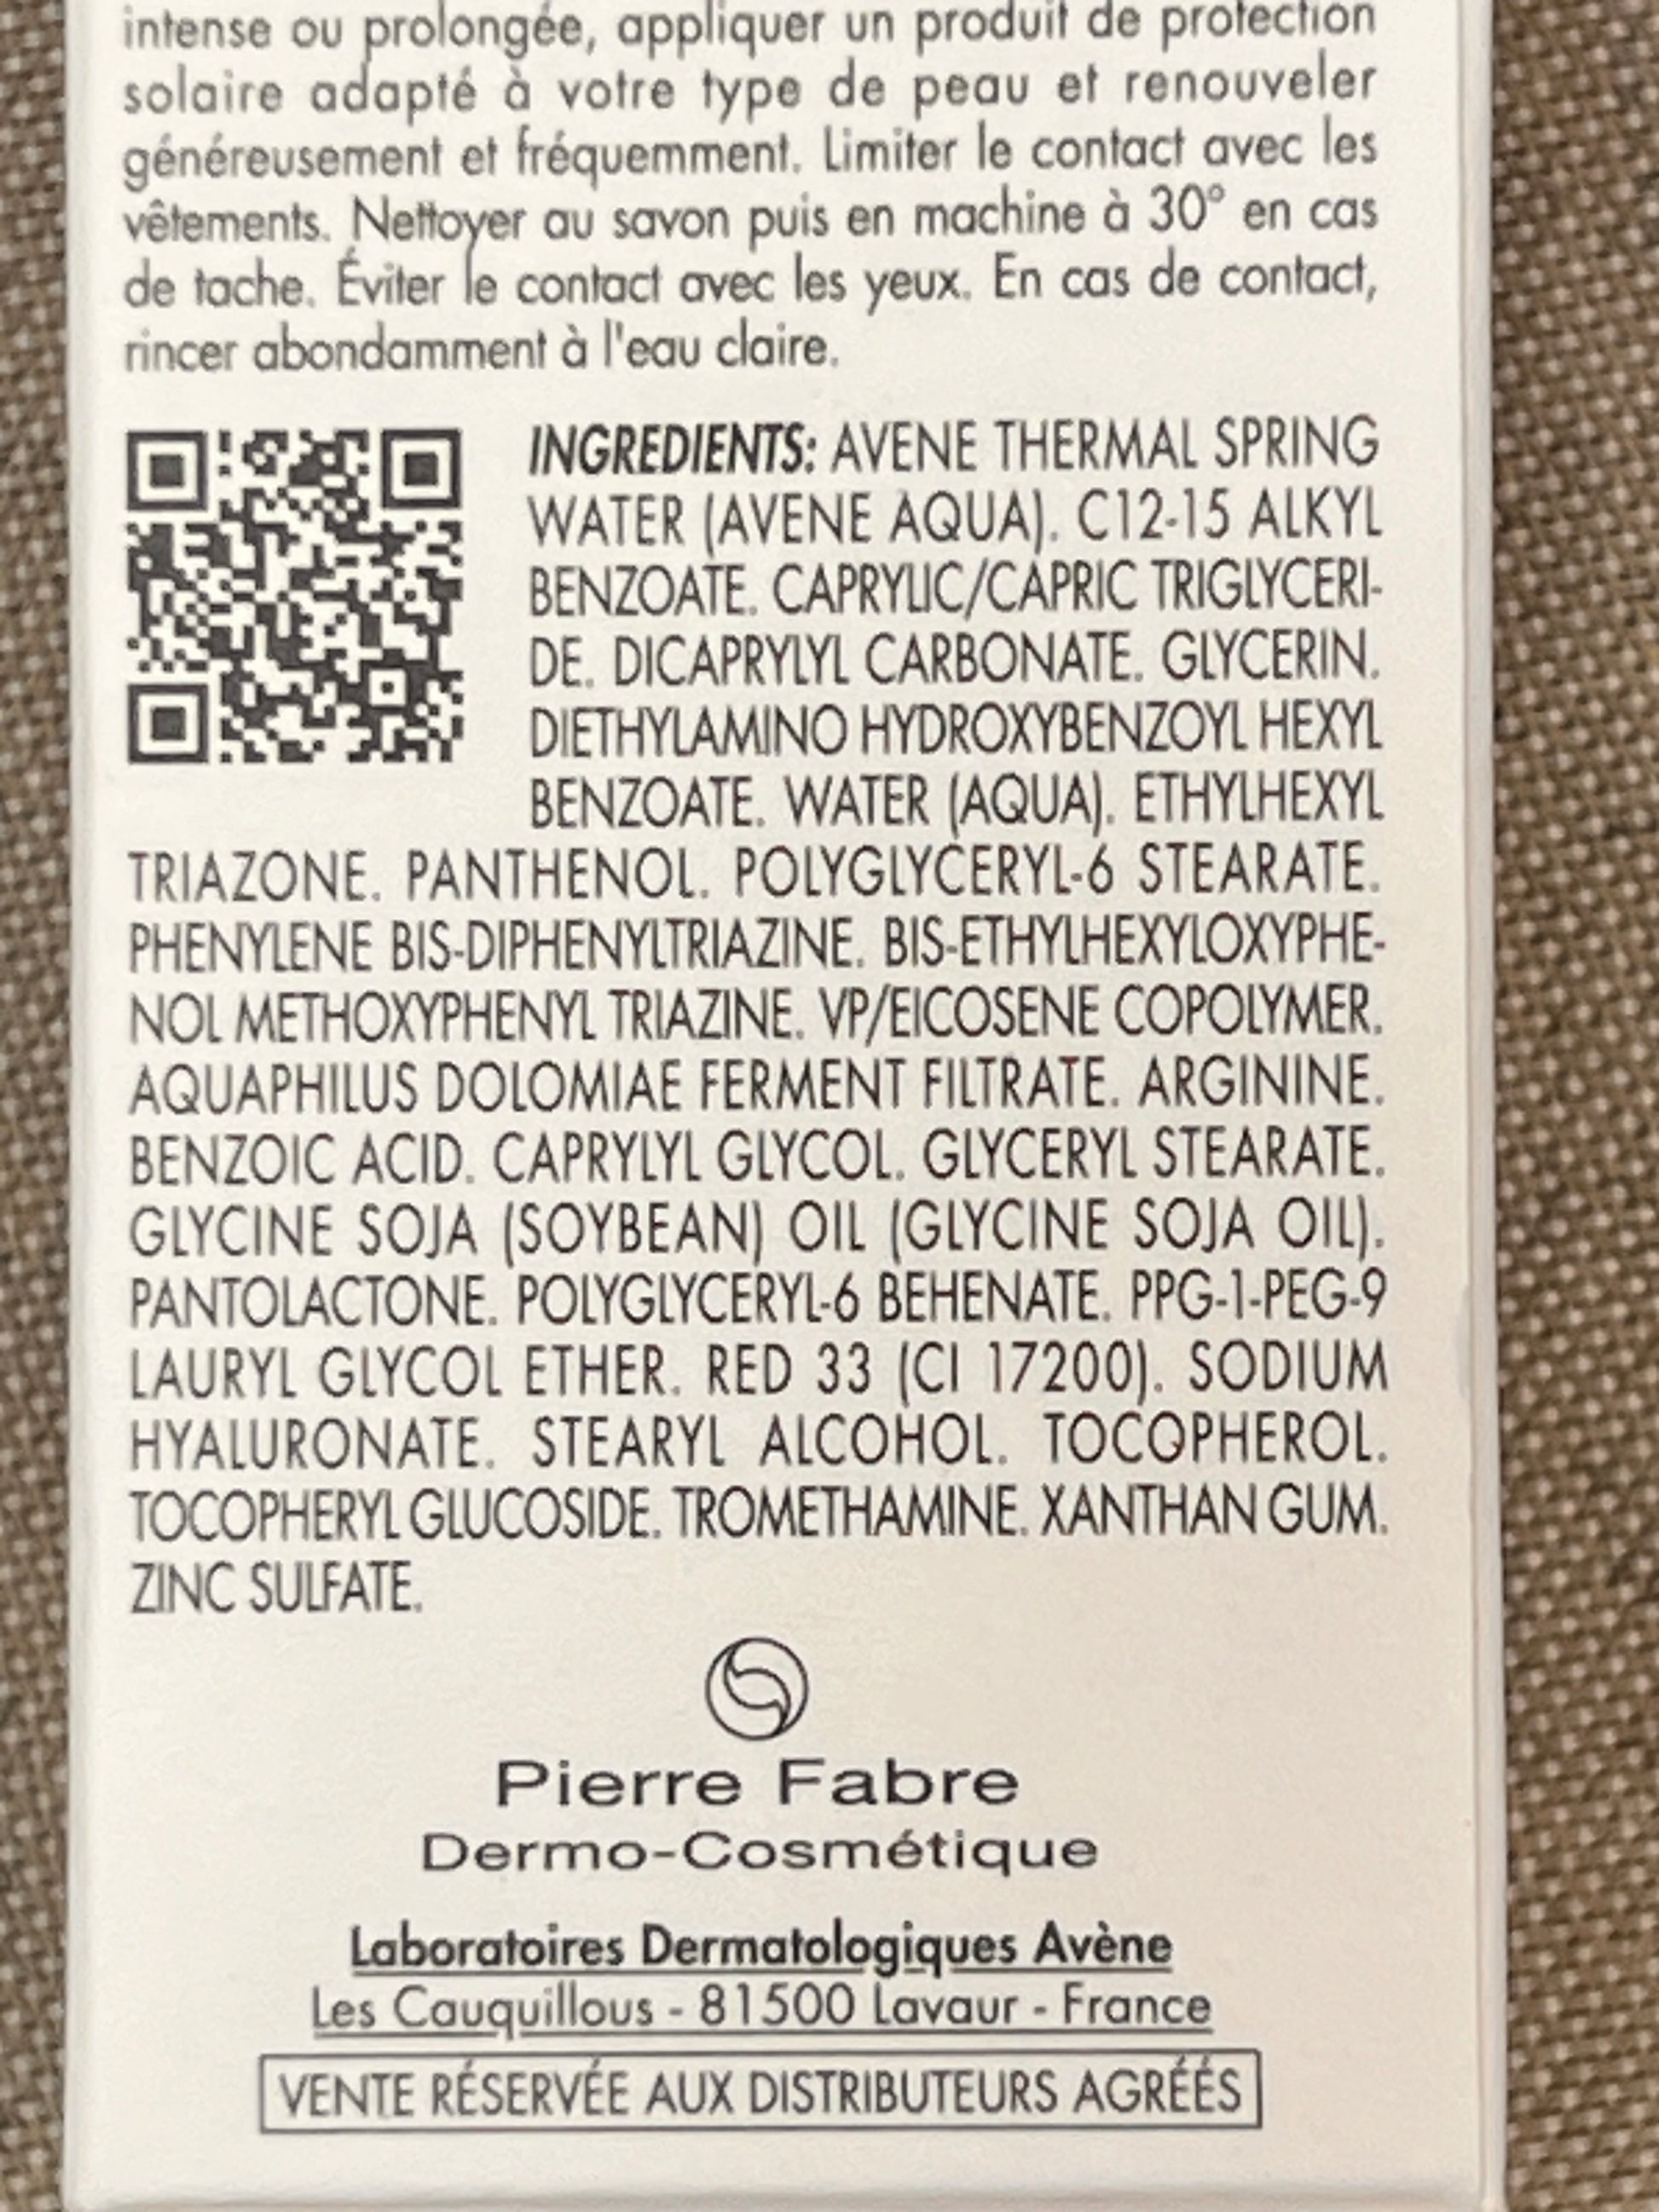 intense ou prolongée, appliquer un produit de protection
solaire adapté à votre type de peau et renouveler
généreusement et fréquemment. Limiter le contact avec les
vêtements. Nettoyer au savon puis en machine à 30° en cas
de tache. Éviter le contact avec les yeux. En cas de contact,
rincer abondamment à l'eau claire.
INGREDIENTS: AVENE THERMAL SPRING
WATER (AVENE AQUA). C12-15 ALKYL
BENZOATE. CAPRYLIC/CAPRIC TRIGLYCERI-
DE. DICAPRYLYL CARBONATE. GLYCERIN.
DIETHYLAMINO HYDROXYBENZOYL HEXYL
BENZOATE. WATER (AQUA). ETHYLHEXYL
TRIAZONE. PANTHENOL. POLYGLYCERYL-6 STEARATE.
PHENYLENE BIS-DIPHENYLTRIAZINE. BIS-ETHYLHEXYLOXYPHE-
NOL METHOXYPHENYL TRIAZINE. VP/EICOSENE COPOLYMER.
AQUAPHILUS DOLOMIAE FERMENT FILTRATE. ARGININE.
BENZOIC ACID. CAPRYLYL GLYCOL. GLYCERYL STEARATE.
GLYCINE SOJA (SOYBEAN) OIL (GLYCINE SOJA OIL).
PANTOLACTONE. POLYGLYCERYL-6 BEHENATE. PPG-1-PEG-9
LAURYL GLYCOL ETHER. RED 33 (CI 17200). SODIUM
HYALURONATE. STEARYL ALCOHOL. TOCOPHEROL.
TOCOPHERYL GLUCOSIDE. TROMETHAMINE. XANTHAN GUM.
ZINC SULFATE.
Pierre Fabre
Dermo-Cosmétique
Laboratoires Dermatologiques Avène
Les Cauquillous - 81500 Lavaur - France
VENTE RÉSERVÉE AUX DISTRIBUTEURS AGRÉÉS